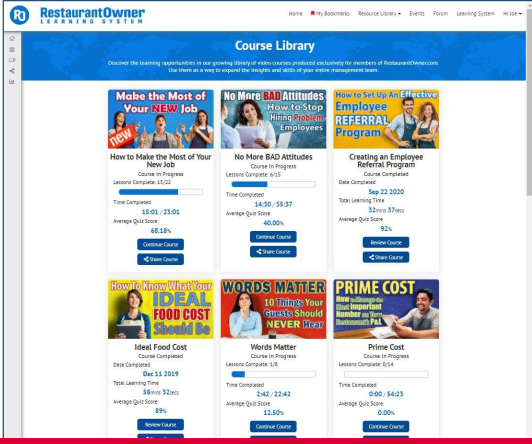 RO RestaurantOwner
LEARNING SYSTEM
Home My Bookmarks Resource Library Events Forum Learning System Hi Joe
Course Library
Discover the learning opportunities in our growing library of video courses produced exclusively for members of RestaurantOwner.com.
Use them as a way to expand the insights and skills of your entire management team.
Make the Most of
Your NEW Job
new
How to Make the Most of Your
New Job
Course In Progress
Lessons Complete: 15/22
Time Completed
15:01 / 23:01
Average Quiz Score
68.18%
Continue Course
Share Course
No More BAD Attitudes
How to Stop
Hiring Problem
Employees
No More BAD Attitudes
Course In Progress
Lessons Complete: 6/15
Time Completed
14:30 / 35:37
Average Quiz Score
40.00%
Continue Course
Share Course
How to Set Up An Effective
Employee
REFERRAL
Program
Creating an Employee
Referral Program
Course Completed
Date Completed
Sep 22 2020
Total Learning Time
32mins 37secs
Average Quiz Score
92%
Review Course
Share Course
How to Know What Your
IDEAL
FOOD COST
Should Be
Ideal Food Cost
Course Completed
Date Completed
Dec 11 2019
Total Learning Time
58mins 32secs
Average Quiz Score
89%
Review Course
WORDS MATTER
10 Things Your
Guests Should
NEVER Hear
Words Matter
Course In Progress
Lessons Complete: 1/8
Time Completed
2:42 / 22:42
Average Quiz Score
12.50%
Continue Course
PRIME COST
How to Manage the
Most Important
Number on Your
Restaurant's P&L
Prime Cost
Course In Progress
Lessons Complete: 0/14
Time Completed
0:00 / 54:23
Average Quiz Score
0.00%
Continue Course